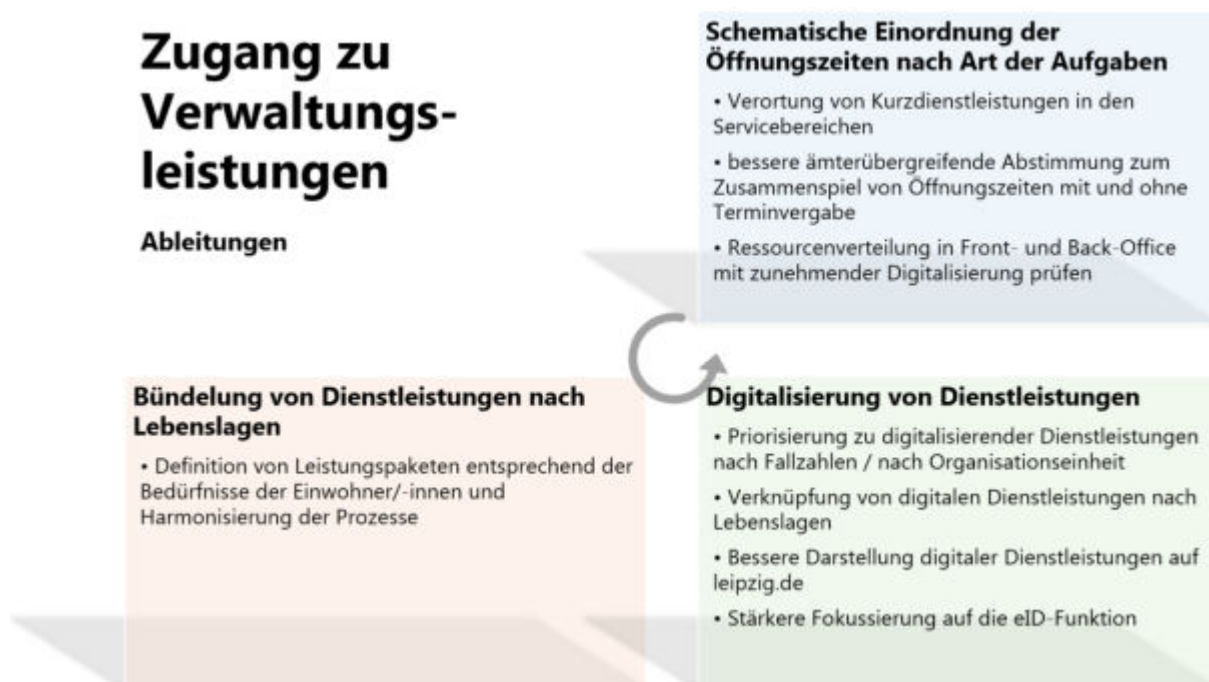 Zugang zu
Verwaltungs-
leistungen
Ableitungen
Schematische Einordnung der
Öffnungszeiten nach Art der Aufgaben
• Verortung von Kurzdienstleistungen in den
Servicebereichen
• bessere ämterübergreifende Abstimmung zum
Zusammenspiel von Öffnungszeiten mit und ohne
Terminvergabe
• Ressourcenverteilung in Front- und Back-Office
mit zunehmender Digitalisierung prüfen
Bündelung von Dienstleistungen nach
Lebenslagen
• Definition von Leistungspaketen entsprechend der
Bedürfnisse der Einwohner/-innen und
Harmonisierung der Prozesse
Digitalisierung von Dienstleistungen
• Priorisierung zu digitalisierender Dienstleistungen
nach Fallzahlen / nach Organisationseinheit
• Verknüpfung von digitalen Dienstleistungen nach
Lebenslagen
• Bessere Darstellung digitaler Dienstleistungen auf
leipzig.de
• Stärkere Fokussierung auf die eID-Funktion